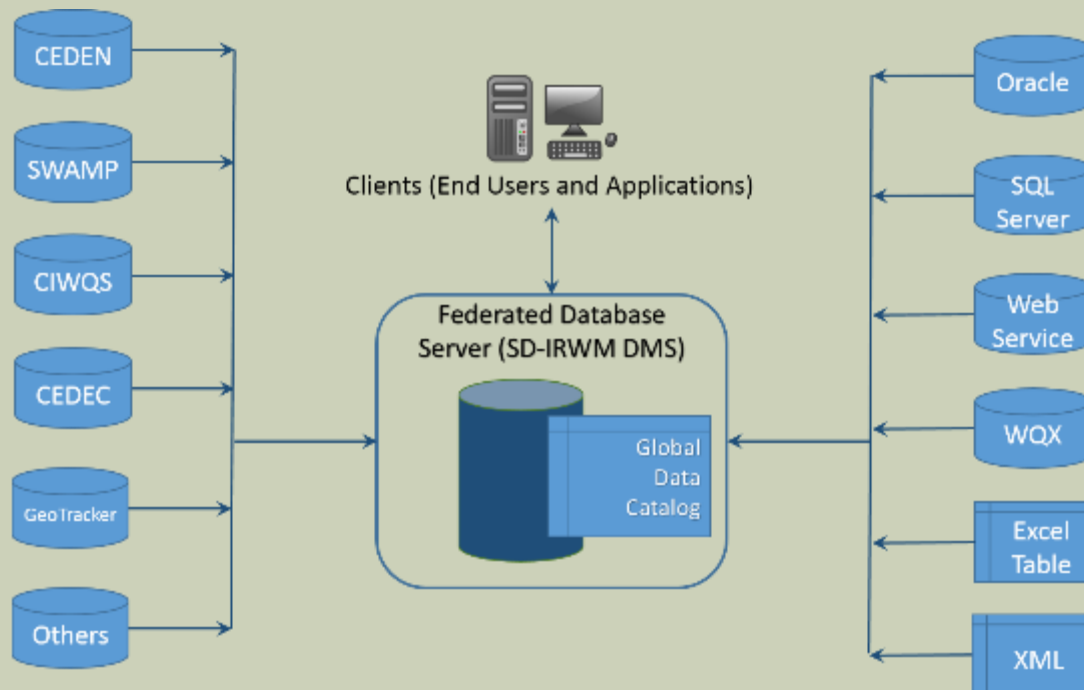 CEDEN
SWAMP
CIWQS
CEDEC
GeoTracker
Others
Clients (End Users and Applications)
Federated Database
Server (SD-IRWM DMS)
Global
Data
Catalog
Oracle
SQL
Server
Web
Service
WQX
Excel
Table
XML